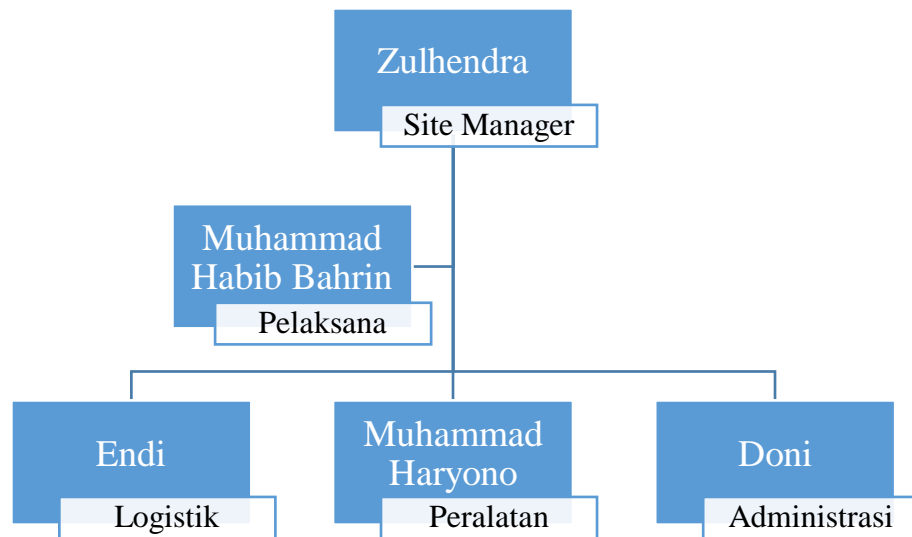 Zulhendra
Site Manager
Muhammad
Habib Bahrin
Pelaksana
Endi
Logistik
Muhammad
Haryono
Peralatan
Doni
Administrasi